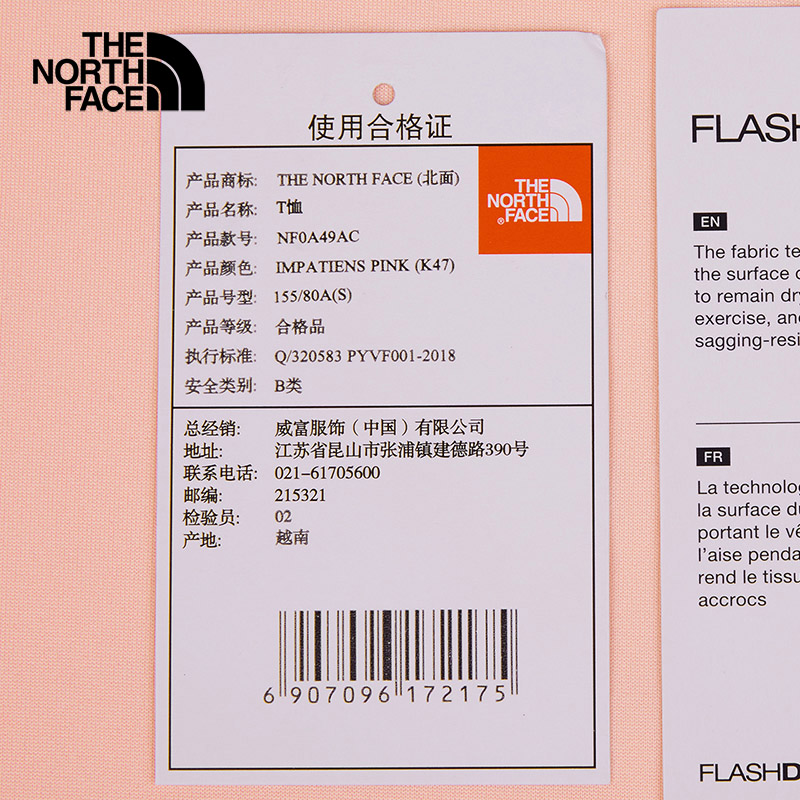 THE
NORTH
FACE
使用合格证
产品商标: THE NORTH FACE (北面)
产品名称: T恤
产品款号: NF0A49AC
产品颜色: IMPATIENS PINK (K47)
产品号型: 155/80A(S)
产品等级: 合格品
执行标准: Q/320583 PYVF001-2018
安全类别: B类
THE
NORTH
®FACE
总经销: 威富服饰（中国）有限公司
地址: 江苏省昆山市张浦镇建德路390号
联系电话: 021-61705600
邮编: 215321
检验员: 02
产地: 越南
6 907096 172175
FLASH
EN
The fabric te
the surface o
to remain dry
exercise, and
sagging-resi
FR
La technolog
la surface du
portant le vê
l'aise penda
rend le tissu
accrocs
FLASHD